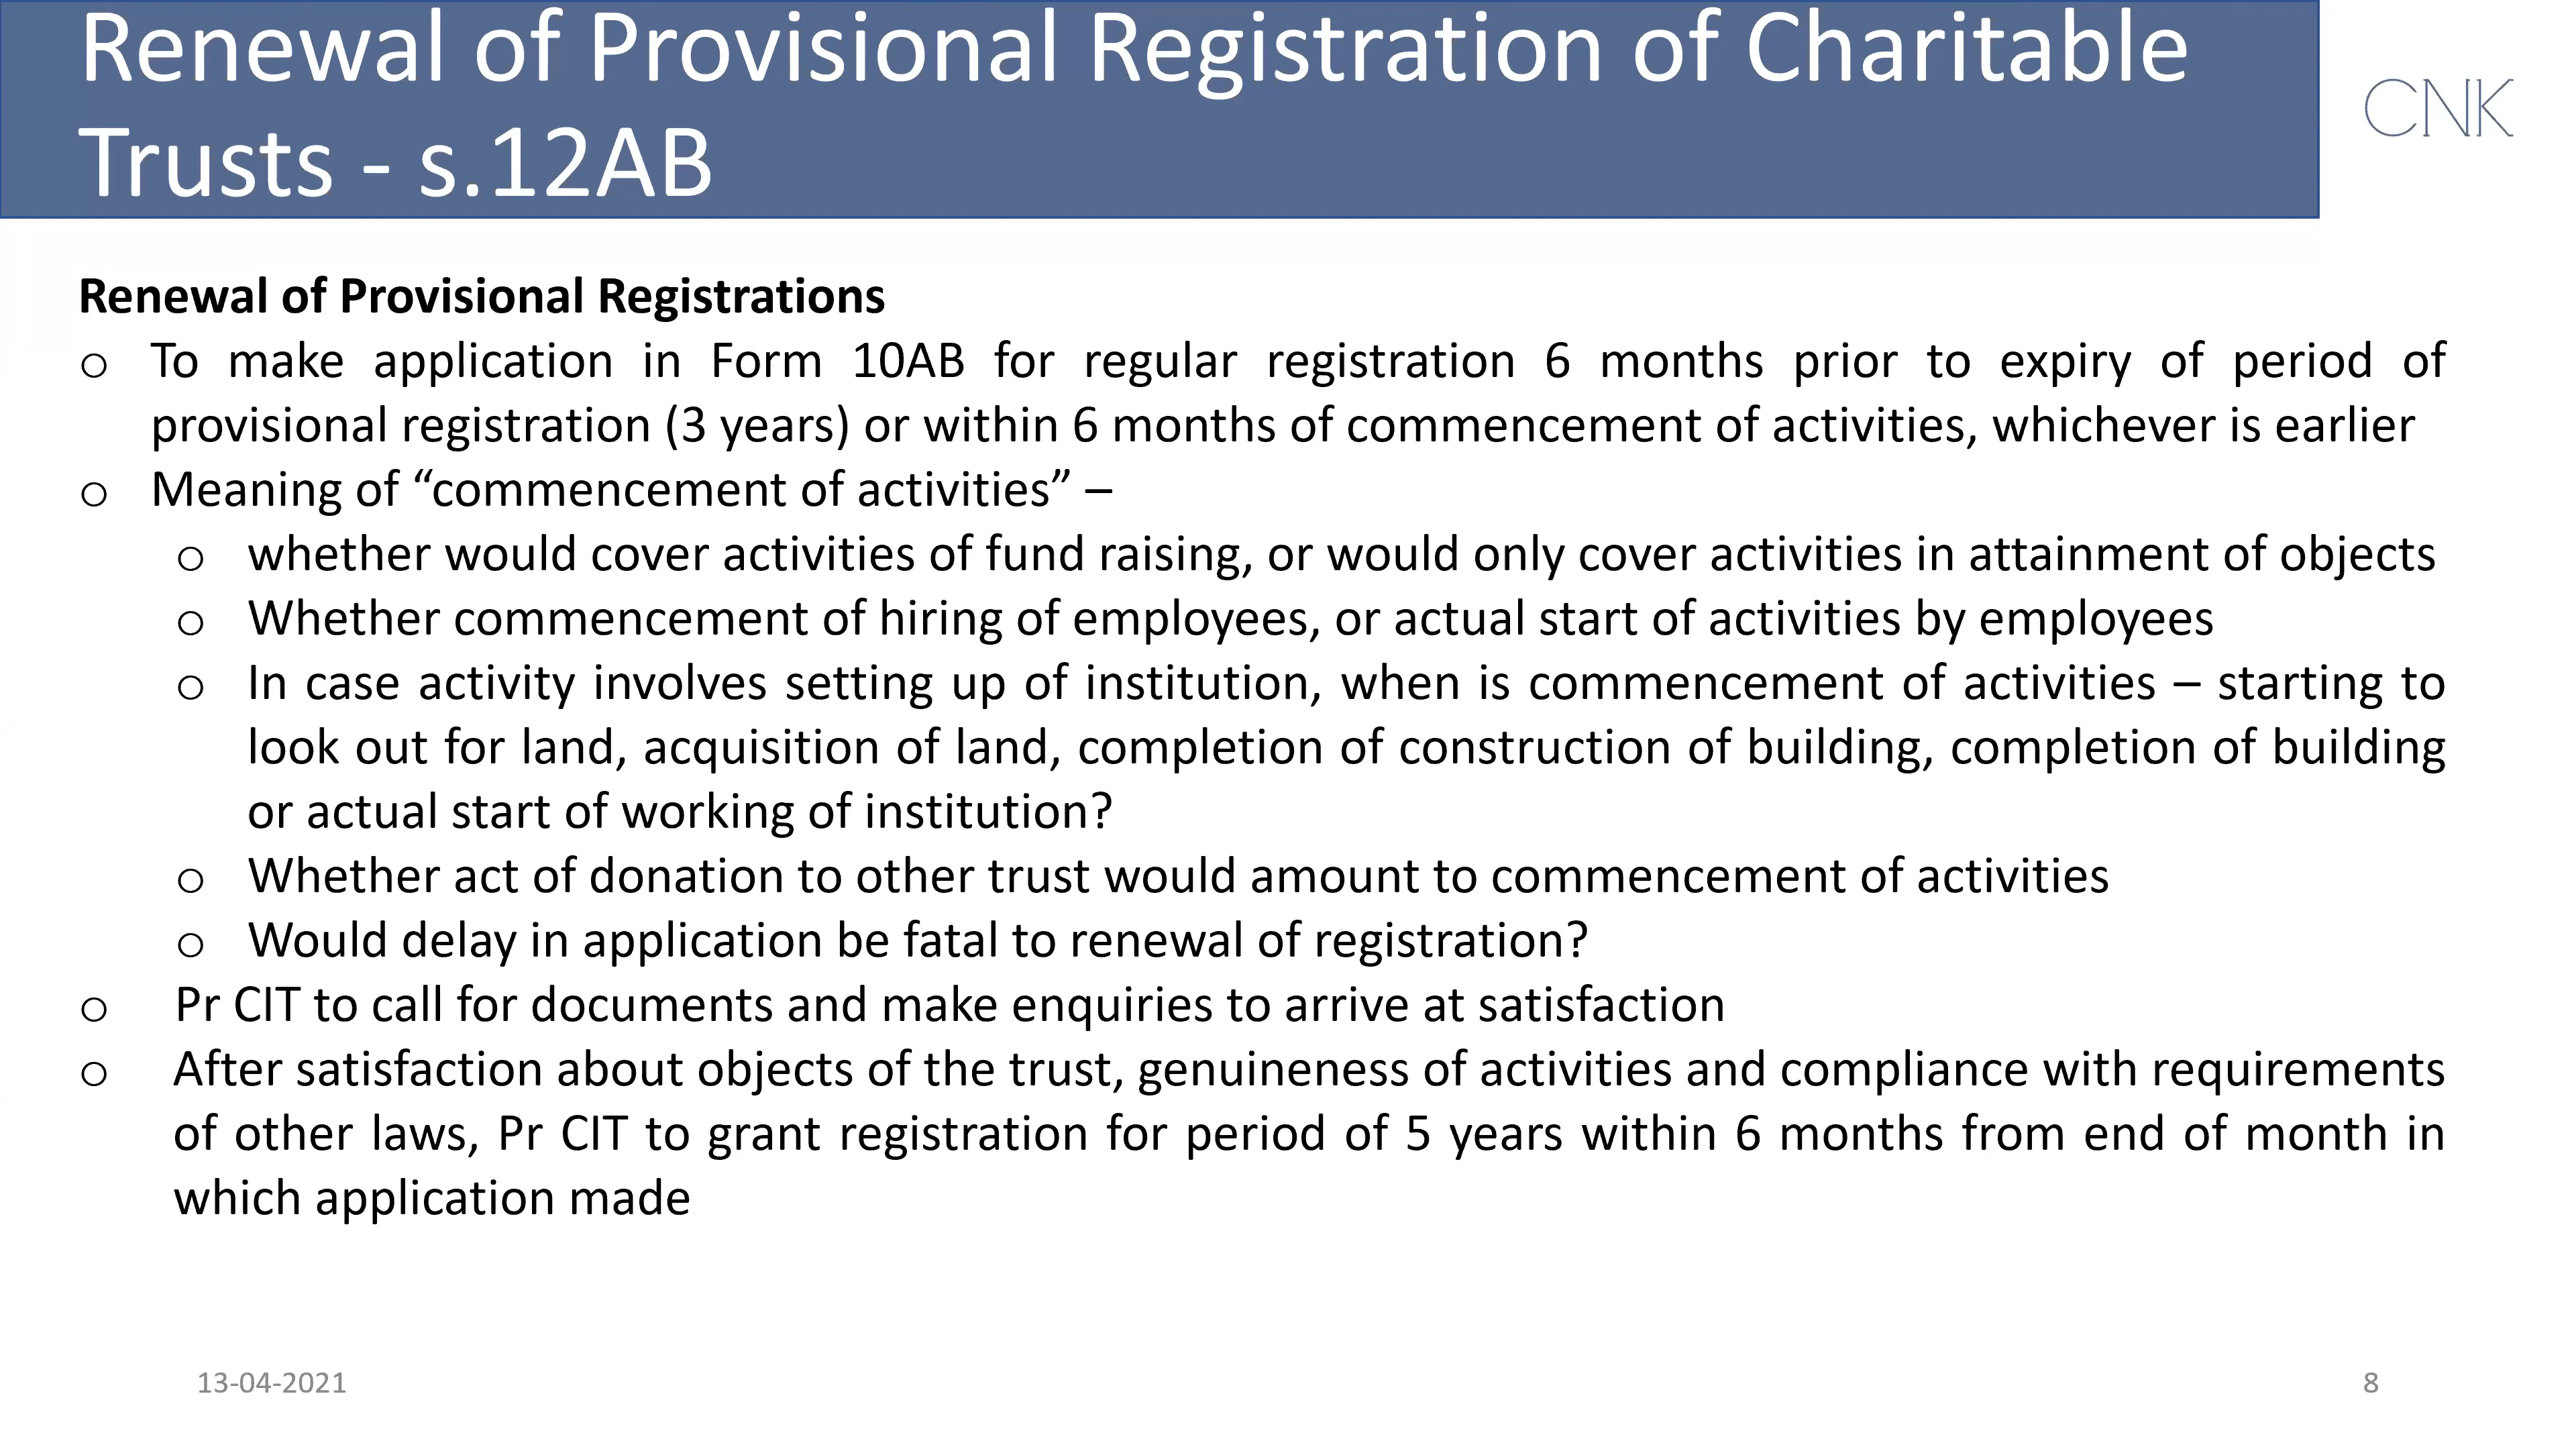 Renewal of Provisional Registration of Charitable
Trusts - s.12AB
CNK
Renewal of Provisional Registrations
o To make application in Form 10AB for regular registration 6 months prior to expiry of period of
provisional registration (3 years) or within 6 months of commencement of activities, whichever is earlier
o Meaning of “commencement of activities” –
o whether would cover activities of fund raising, or would only cover activities in attainment of objects
o Whether commencement of hiring of employees, or actual start of activities by employees
o In case activity involves setting up of institution, when is commencement of activities – starting to
look out for land, acquisition of land, completion of construction of building, completion of building
or actual start of working of institution?
o Whether act of donation to other trust would amount to commencement of activities
o Would delay in application be fatal to renewal of registration?
o Pr CIT to call for documents and make enquiries to arrive at satisfaction
o After satisfaction about objects of the trust, genuineness of activities and compliance with requirements
of other laws, Pr CIT to grant registration for period of 5 years within 6 months from end of month in
which application made
13-04-2021
8